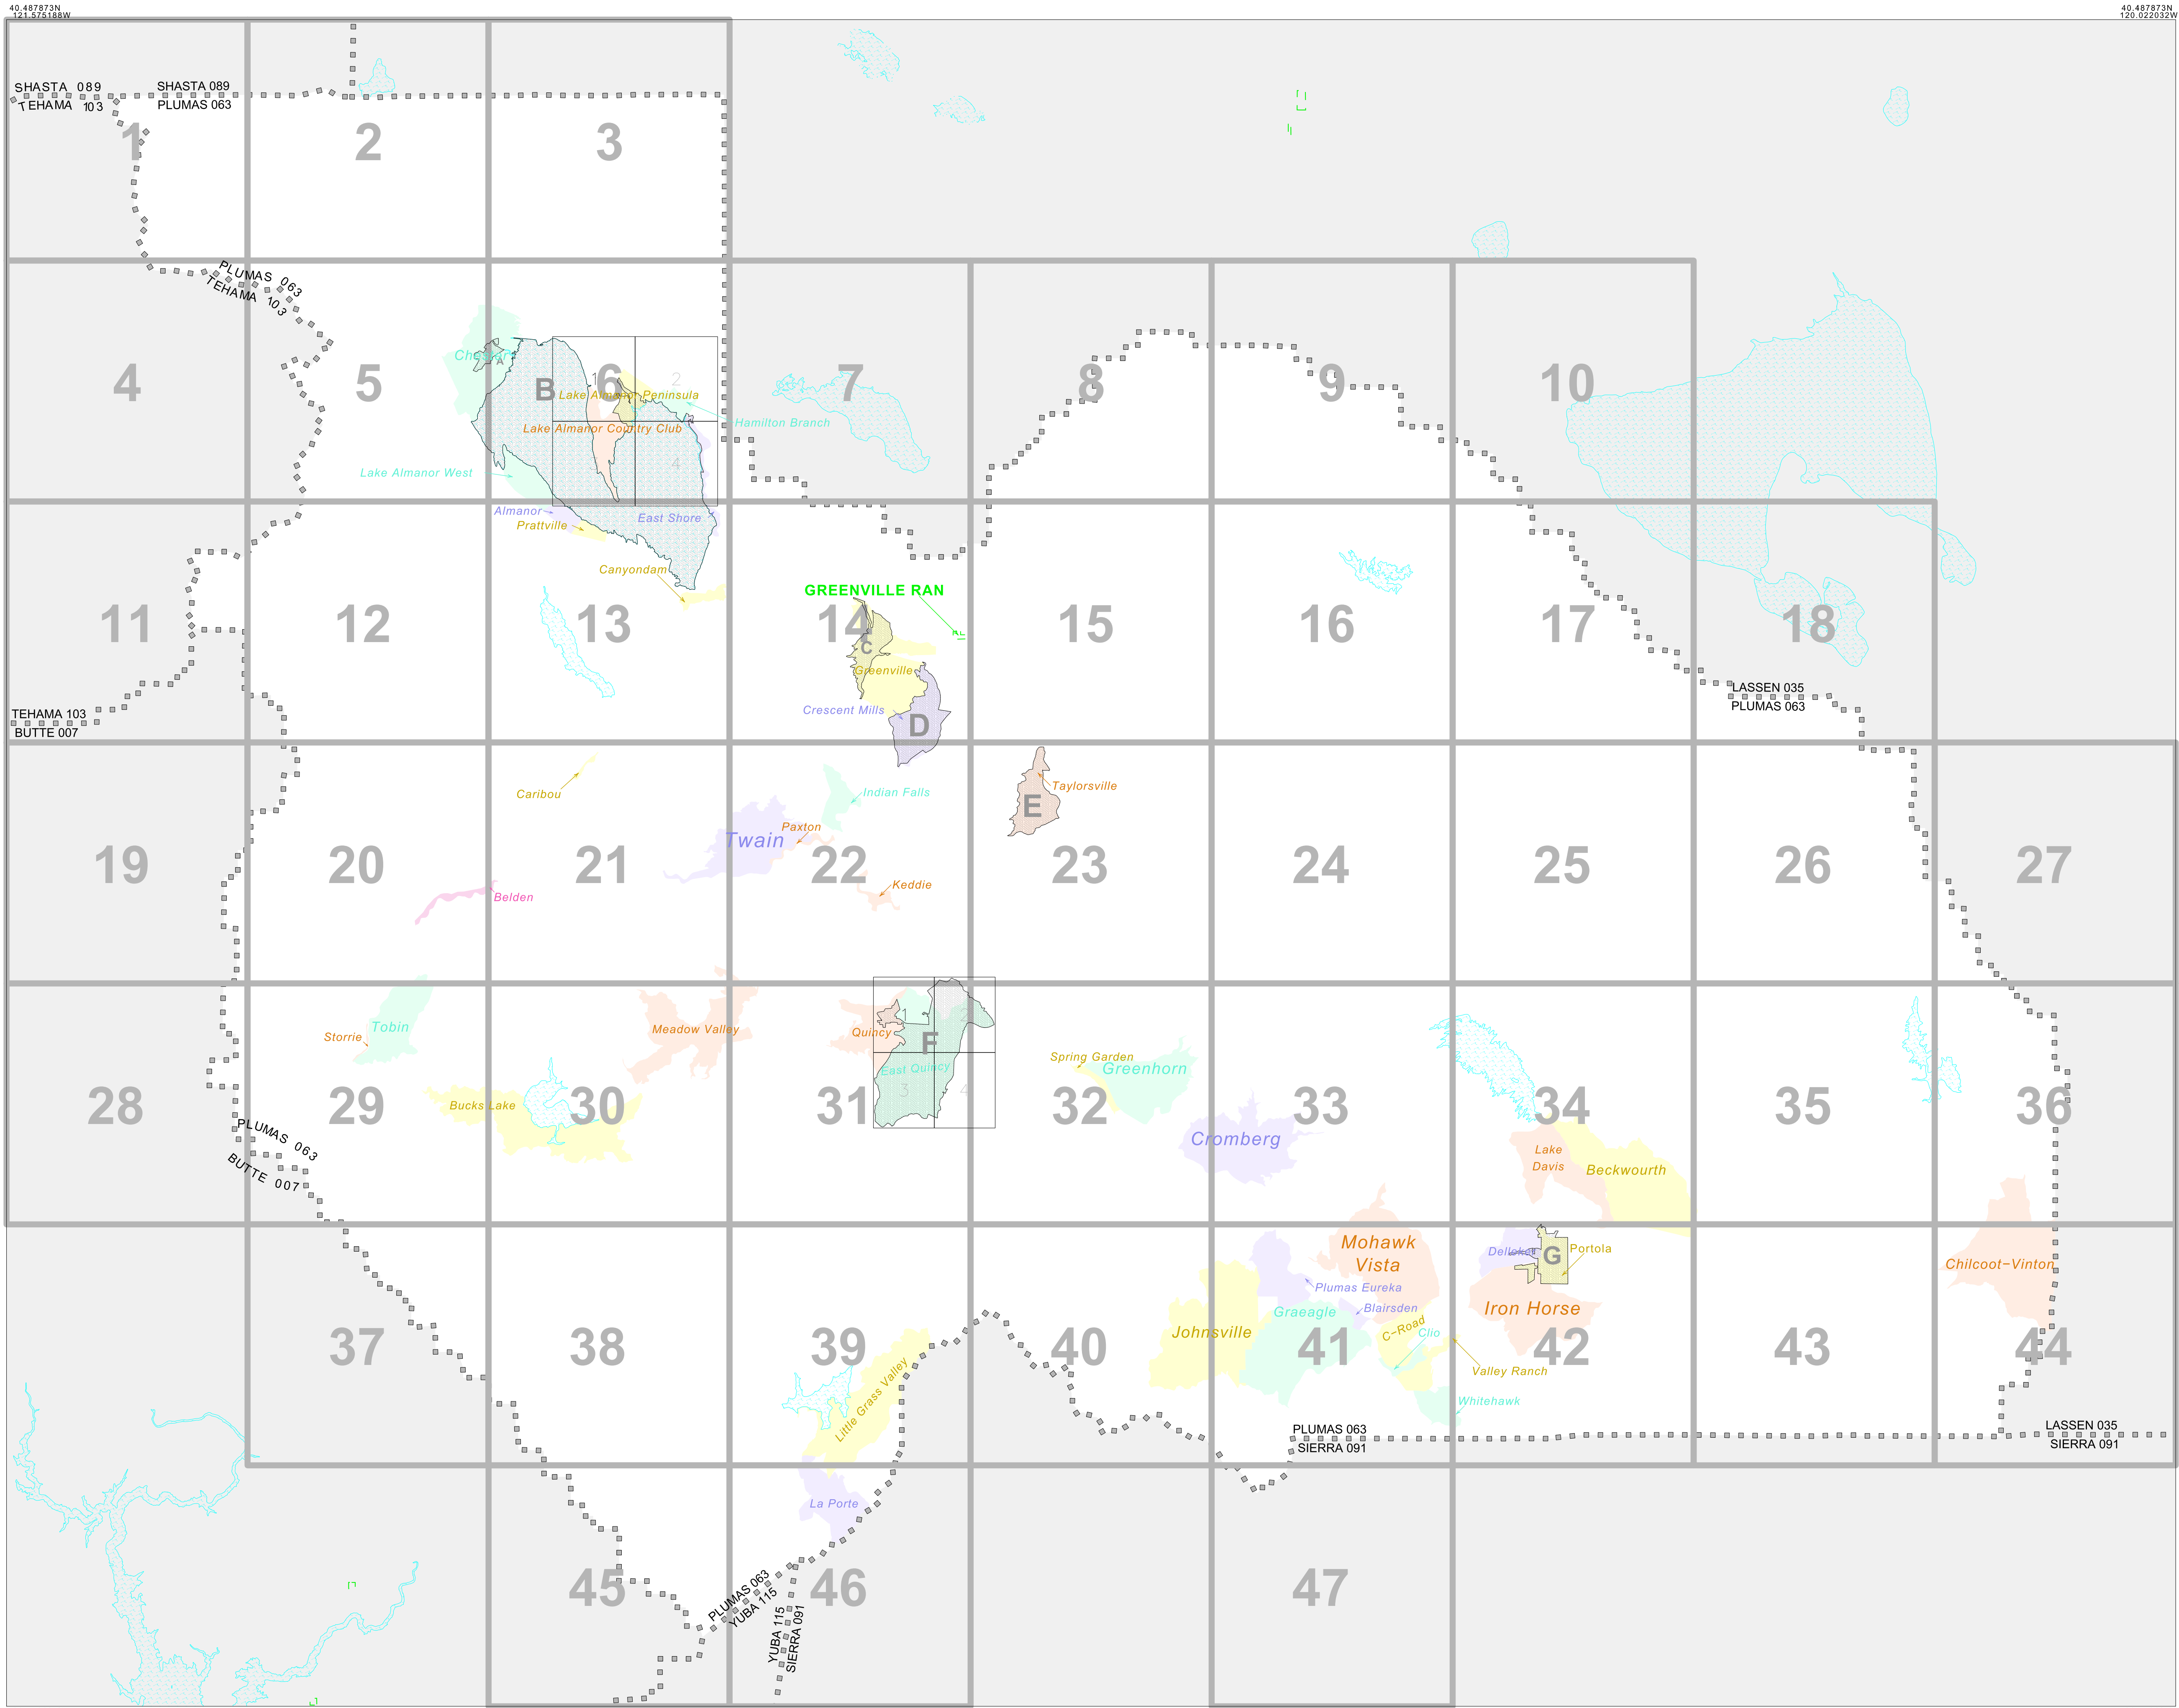 40.487873N
121.575188W
40.487873N
120.022032W
SHASTA 089
TEHAMA 103
SHASTA 089
PLUMAS 063
1
2
3
PLUMAS 063
TEHAMA 103
4
5
Chester
A
B
6
1
2
4
Lake Almanor Peninsula
Lake Almanor Country Club
Hamilton Branch
Lake Almanor West
7
8
9
10
Almanor
Prattville
East Shore
Canyondam
GREENVILLE RAN
11
12
13
14
C
Greenville
Crescent Mills
D
15
16
17
18
LASSEN 035
PLUMAS 063
TEHAMA 103
BUTTE 007
Caribou
Indian Falls
Taylorsville
E
Paxton
Twain
19
20
21
22
23
24
25
26
27
Keddie
Belden
Tobin
Storrie
Meadow Valley
Quincy
1
2
F
East Quincy
3
4
Spring Garden
Greenhorn
Bucks Lake
28
29
30
31
32
33
34
35
36
PLUMAS 063
BUTTE 007
Cromberg
Lake
Davis
Beckwourth
Mohawk
Vista
Delleker
G
Portola
Chilcoot-Vinton
Plumas Eureka
Blairsden
Graeagle
Iron Horse
Johnsville
C-Road
Clio
37
38
39
40
41
42
43
44
Valley Ranch
Little Grass Valley
Whitehawk
PLUMAS 063
SIERRA 091
LASSEN 035
SIERRA 091
La Porte
45
46
47
PLUMAS 063
YUBA 115
YUBA 115
SIERRA 091